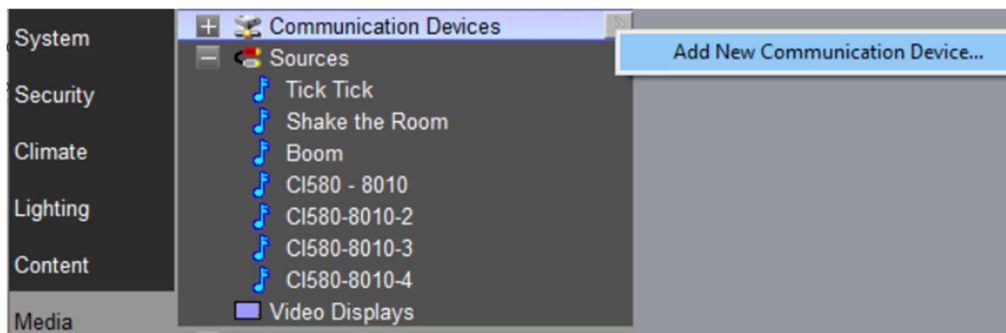 System
Security
Climate
Lighting
Content
Media
Communication Devices
Sources
Tick Tick
Shake the Room
Boom
CI580 - 8010
CI580-8010-2
CI580-8010-3
CI580-8010-4
Video Displays
Add New Communication Device...